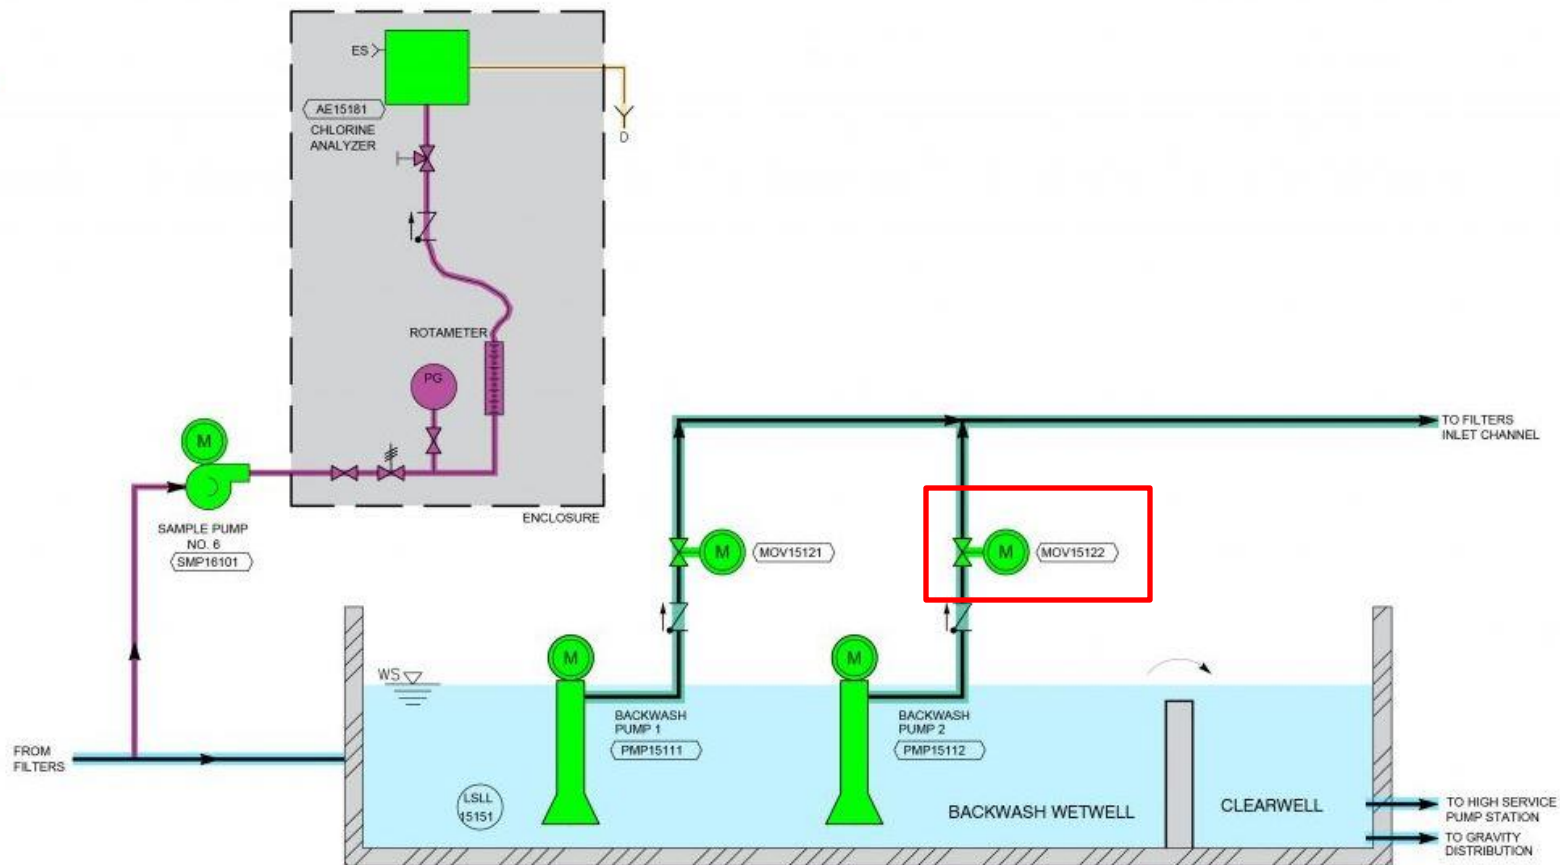 ES
AE15181
CHLORINE
ANALYZER
D
ROTAMETER
PG
M
SAMPLE PUMP
NO. 6
SMP16101
ENCLOSURE
TO FILTERS
INLET CHANNEL
M
MOV15121
M
MOV15122
M
M
WS
BACKWASH
PUMP 1
PMP15111
BACKWASH
PUMP 2
PMP15112
FROM
FILTERS
LSLL
15151
BACKWASH WETWELL
CLEARWELL
TO HIGH SERVICE
PUMP STATION
TO GRAVITY
DISTRIBUTION